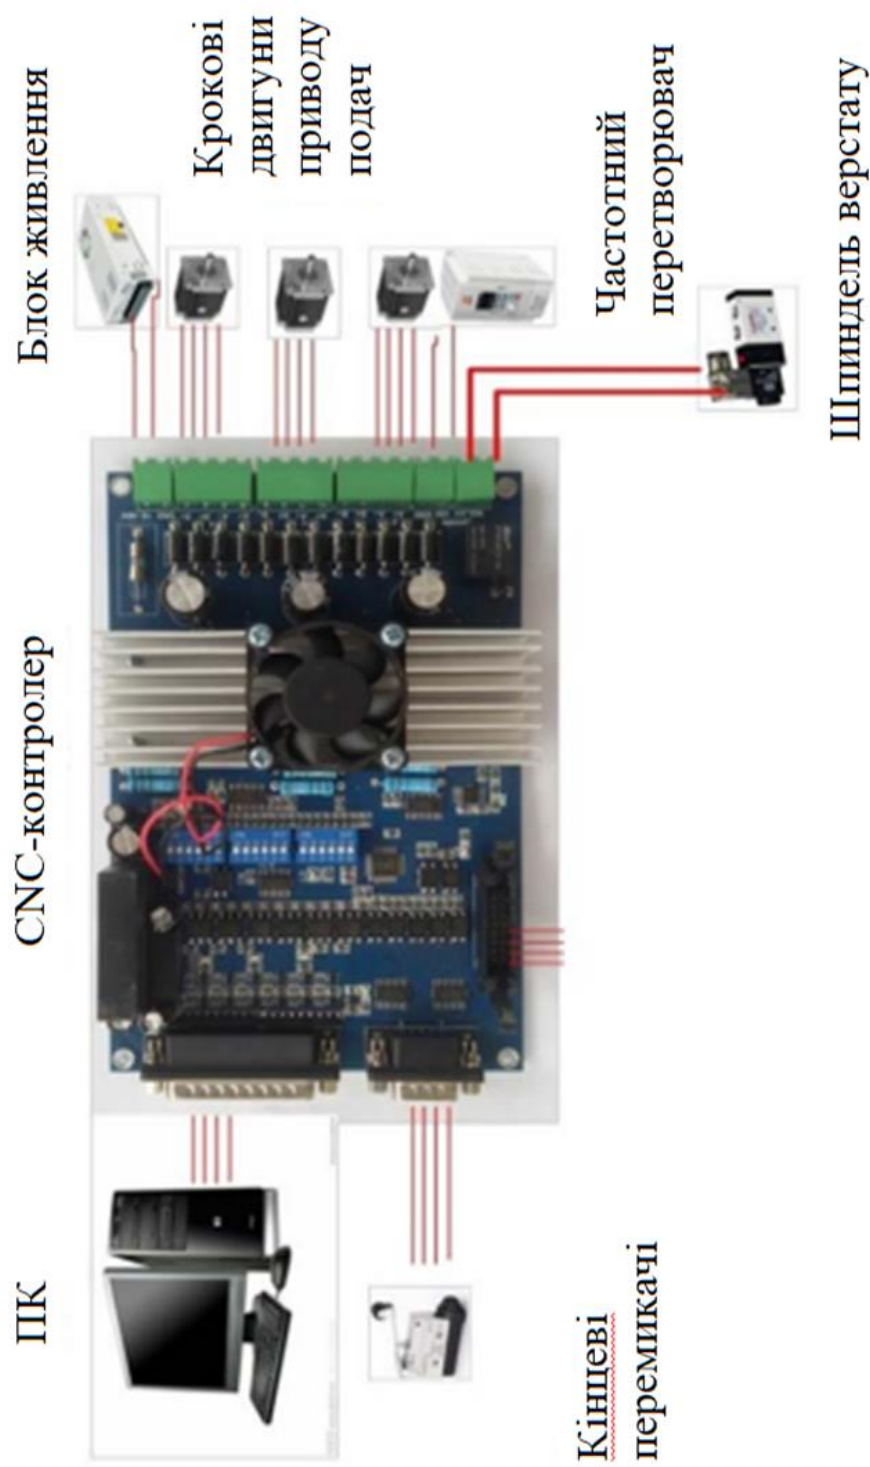 ПК
CNC-контролер
Блок живлення
Крокові
двигуни
приводу
подач
Кінцеві
перемикачі
Частотний
перетворювач
Шпиндель верстату